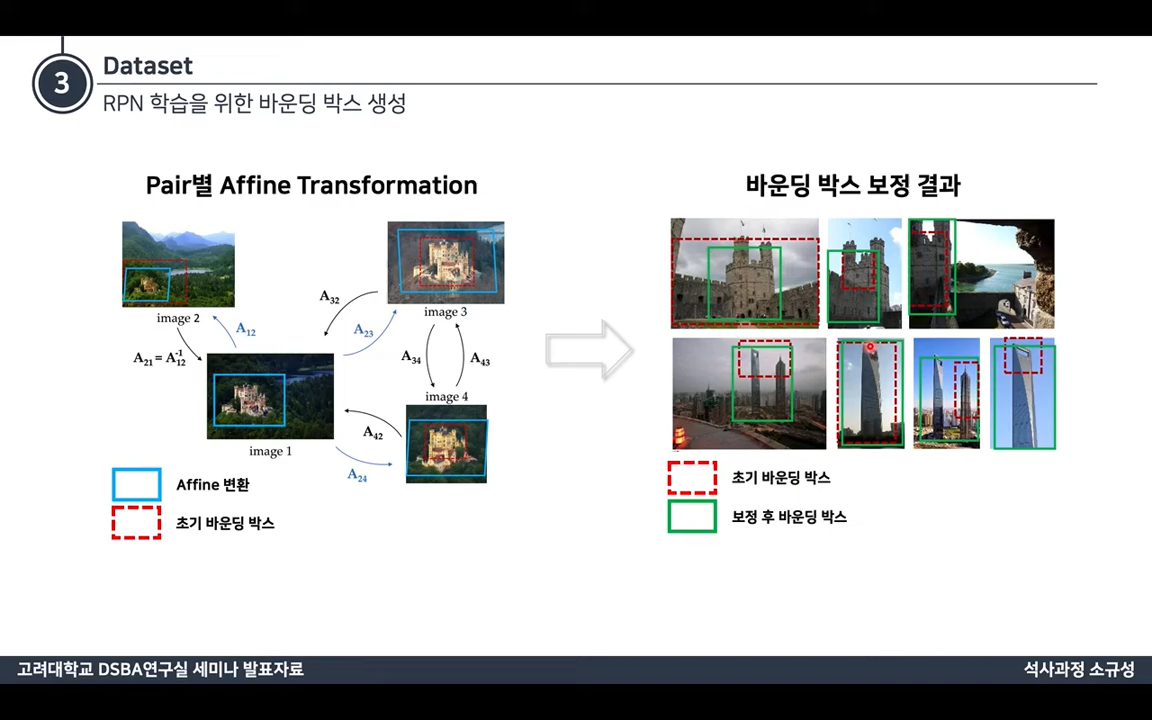 3
Dataset
RPN 학습을 위한 바운딩 박스 생성
Pair별 Affine Transformation
image 2
A12
A21 = A12^-1
image 1
A32
A23
image 3
A34
A43
image 4
A42
A24
Affine 변환
초기 바운딩 박스
바운딩 박스 보정 결과
초기 바운딩 박스
보정 후 바운딩 박스
고려대학교 DSBA연구실 세미나 발표자료
석사과정 소규성